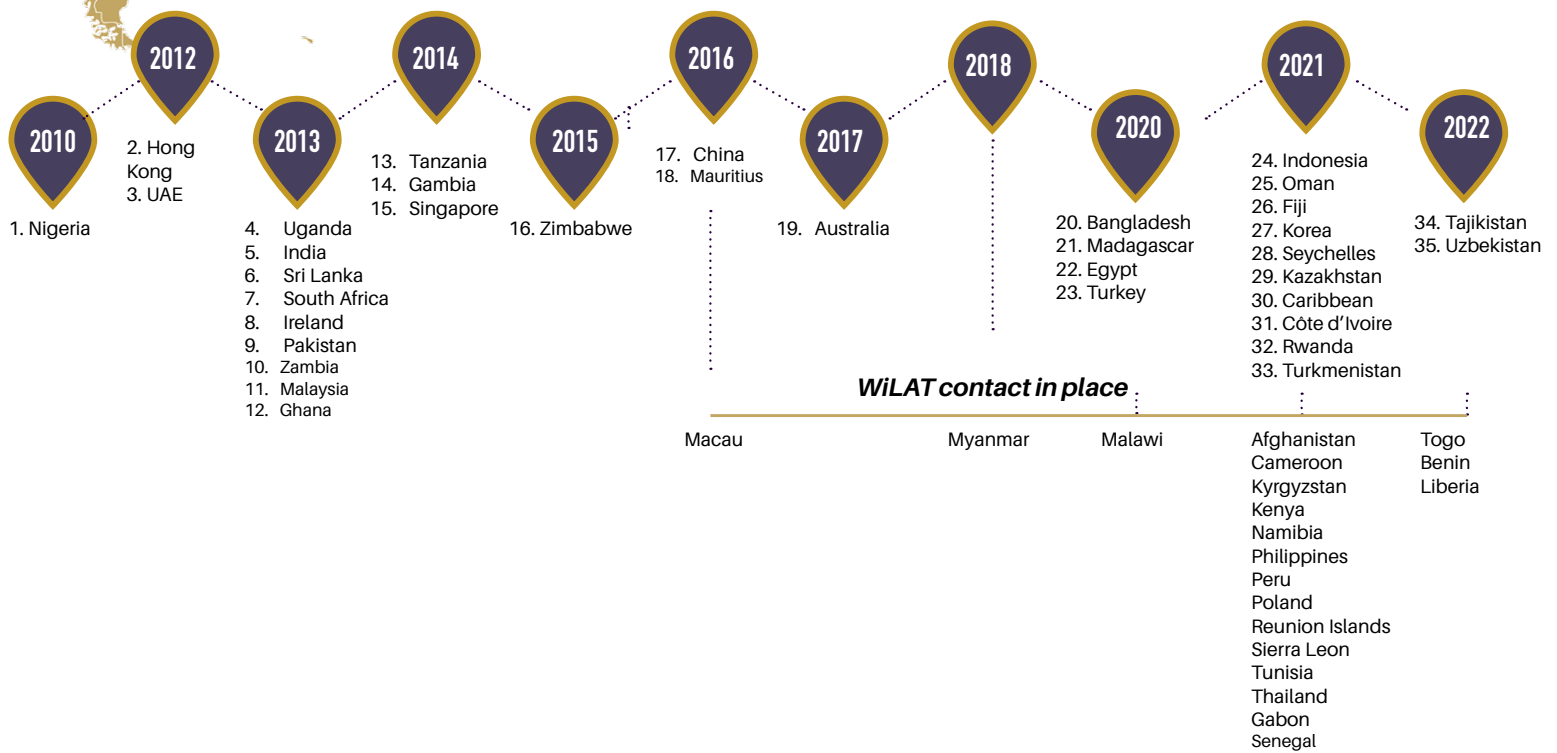 2010
1. Nigeria
2012
2. Hong
Kong
3. UAE
2013
4. Uganda
5. India
6. Sri Lanka
7. South Africa
8. Ireland
9. Pakistan
10. Zambia
11. Malaysia
12. Ghana
2014
13. Tanzania
14. Gambia
15. Singapore
2015
16. Zimbabwe
2016
17. China
18. Mauritius
2017
19. Australia
2018
2020
20. Bangladesh
21. Madagascar
22. Egypt
23. Turkey
2021
24. Indonesia
25. Oman
26. Fiji
27. Korea
28. Seychelles
29. Kazakhstan
30. Caribbean
31. Côte d’Ivoire
32. Rwanda
33. Turkmenistan
2022
34. Tajikistan
35. Uzbekistan
WiLAT contact in place
Macau
Myanmar
Malawi
Afghanistan
Cameroon
Kyrgyzstan
Kenya
Namibia
Philippines
Peru
Poland
Reunion Islands
Sierra Leon
Tunisia
Thailand
Gabon
Senegal
Togo
Benin
Liberia